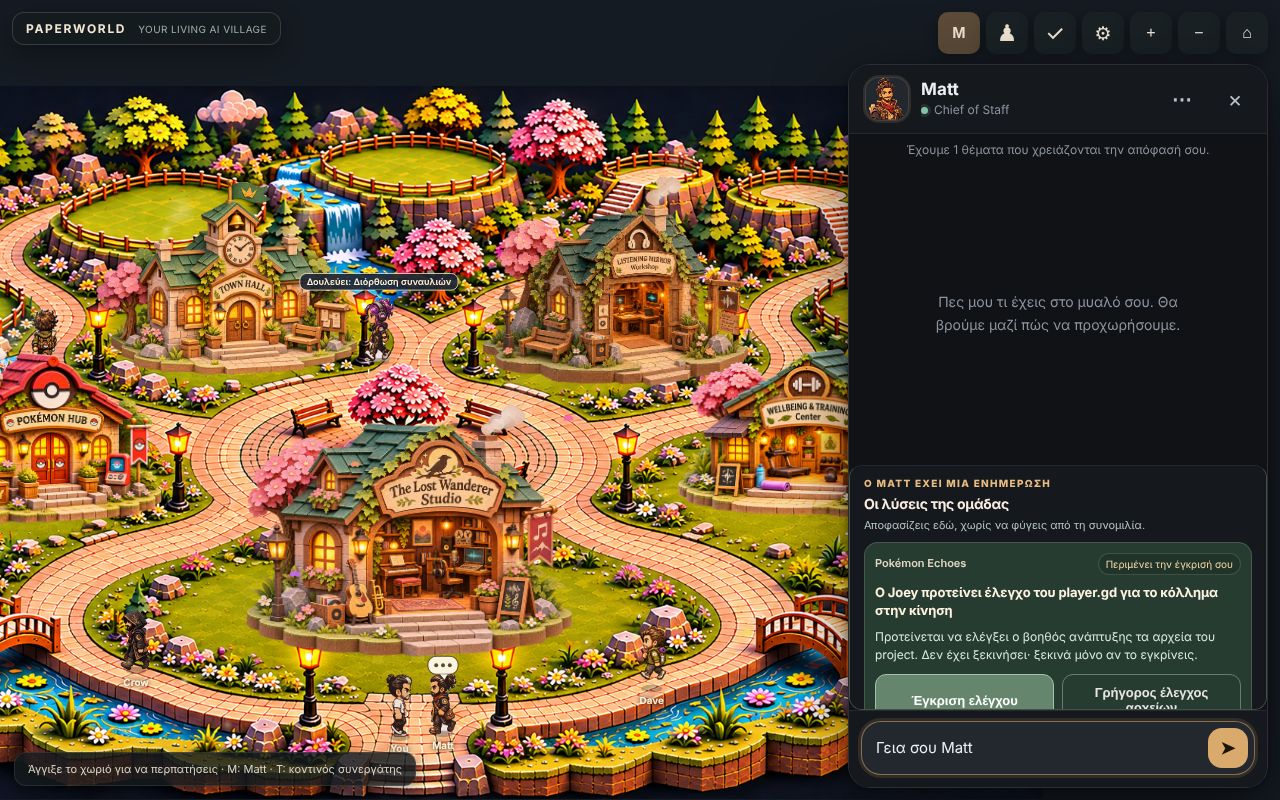 PAPERWORLD YOUR LIVING AI VILLAGE
M
Matt
Chief of Staff
Έχουμε 1 θέματα που χρειάζονται την απόφασή σου.
Πες μου τι έχεις στο μυαλό σου. Θα
βρούμε μαζί πώς να προχωρήσουμε.
Ο MATT ΕΧΕΙ ΜΙΑ ΕΝΗΜΕΡΩΣΗ
Οι λύσεις της ομάδας
Αποφασίζεις εδώ, χωρίς να φύγεις από τη συνομιλία.
Pokémon Echoes
Περιμένει την έγκρισή σου
Ο Joey προτείνει έλεγχο του player.gd για το κόλλημα
στην κίνηση
Προτείνεται να ελέγξει ο βοηθός ανάπτυξης τα αρχεία του
project. Δεν έχει ξεκινήσει· ξεκινά μόνο αν το εγκρίνεις.
Έγκριση ελέγχου
Γρήγορος έλεγχος
αρχείων
Γεια σου Matt
TOWN HALL
Δουλεύει: Διόρθωση συναυλιών
LISTENING MIRROR
Workshop
POKÉMON HUB
WELLBEING & TRAINING
Center
The Lost Wanderer
Studio
Crow
Dave
You
Matt
Άγγιξε το χωριό για να περπατήσεις · M: Matt · T: κοντινός συνεργάτης